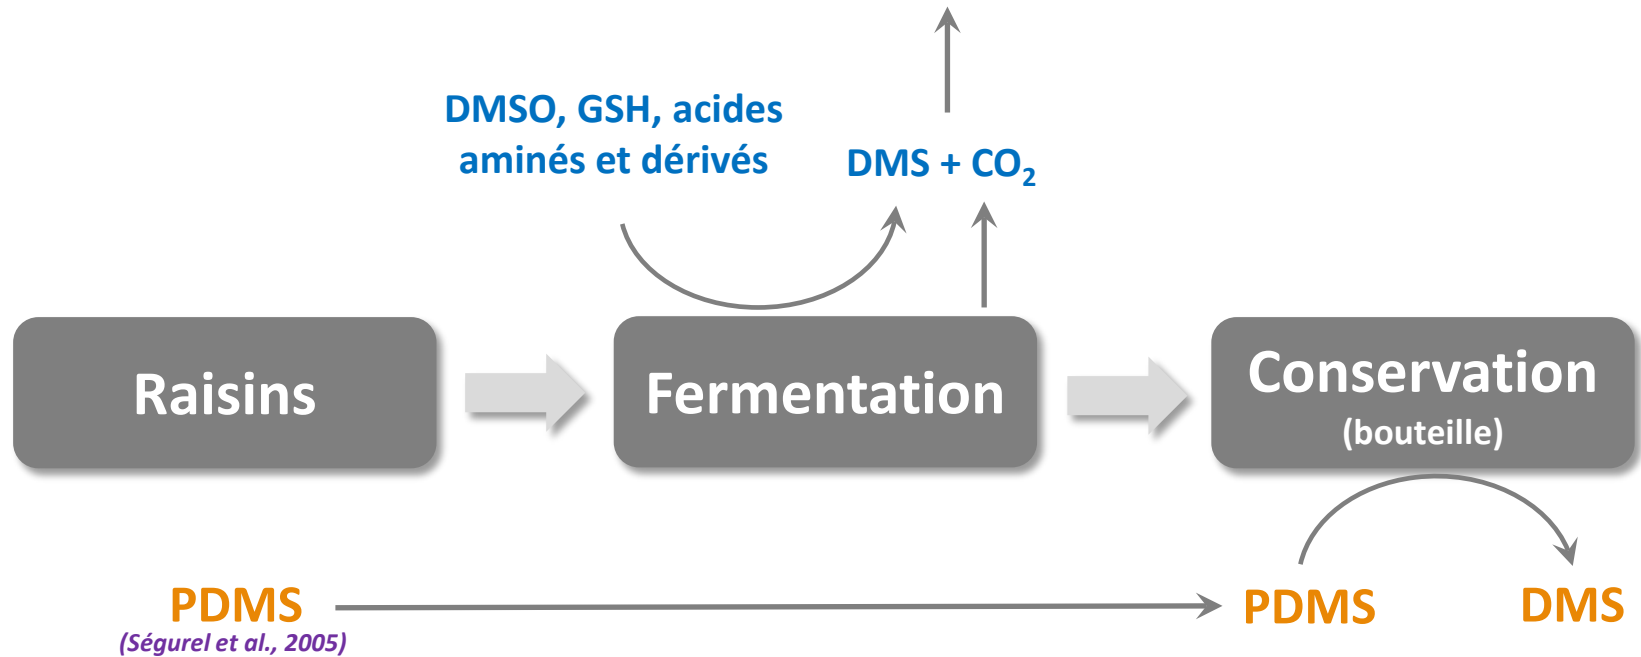 DMSO, GSH, acides
aminés et dérivés
DMS + CO₂
Raisins
Fermentation
Conservation
(bouteille)
PDMS
(Ségurel et al., 2005)
PDMS
DMS